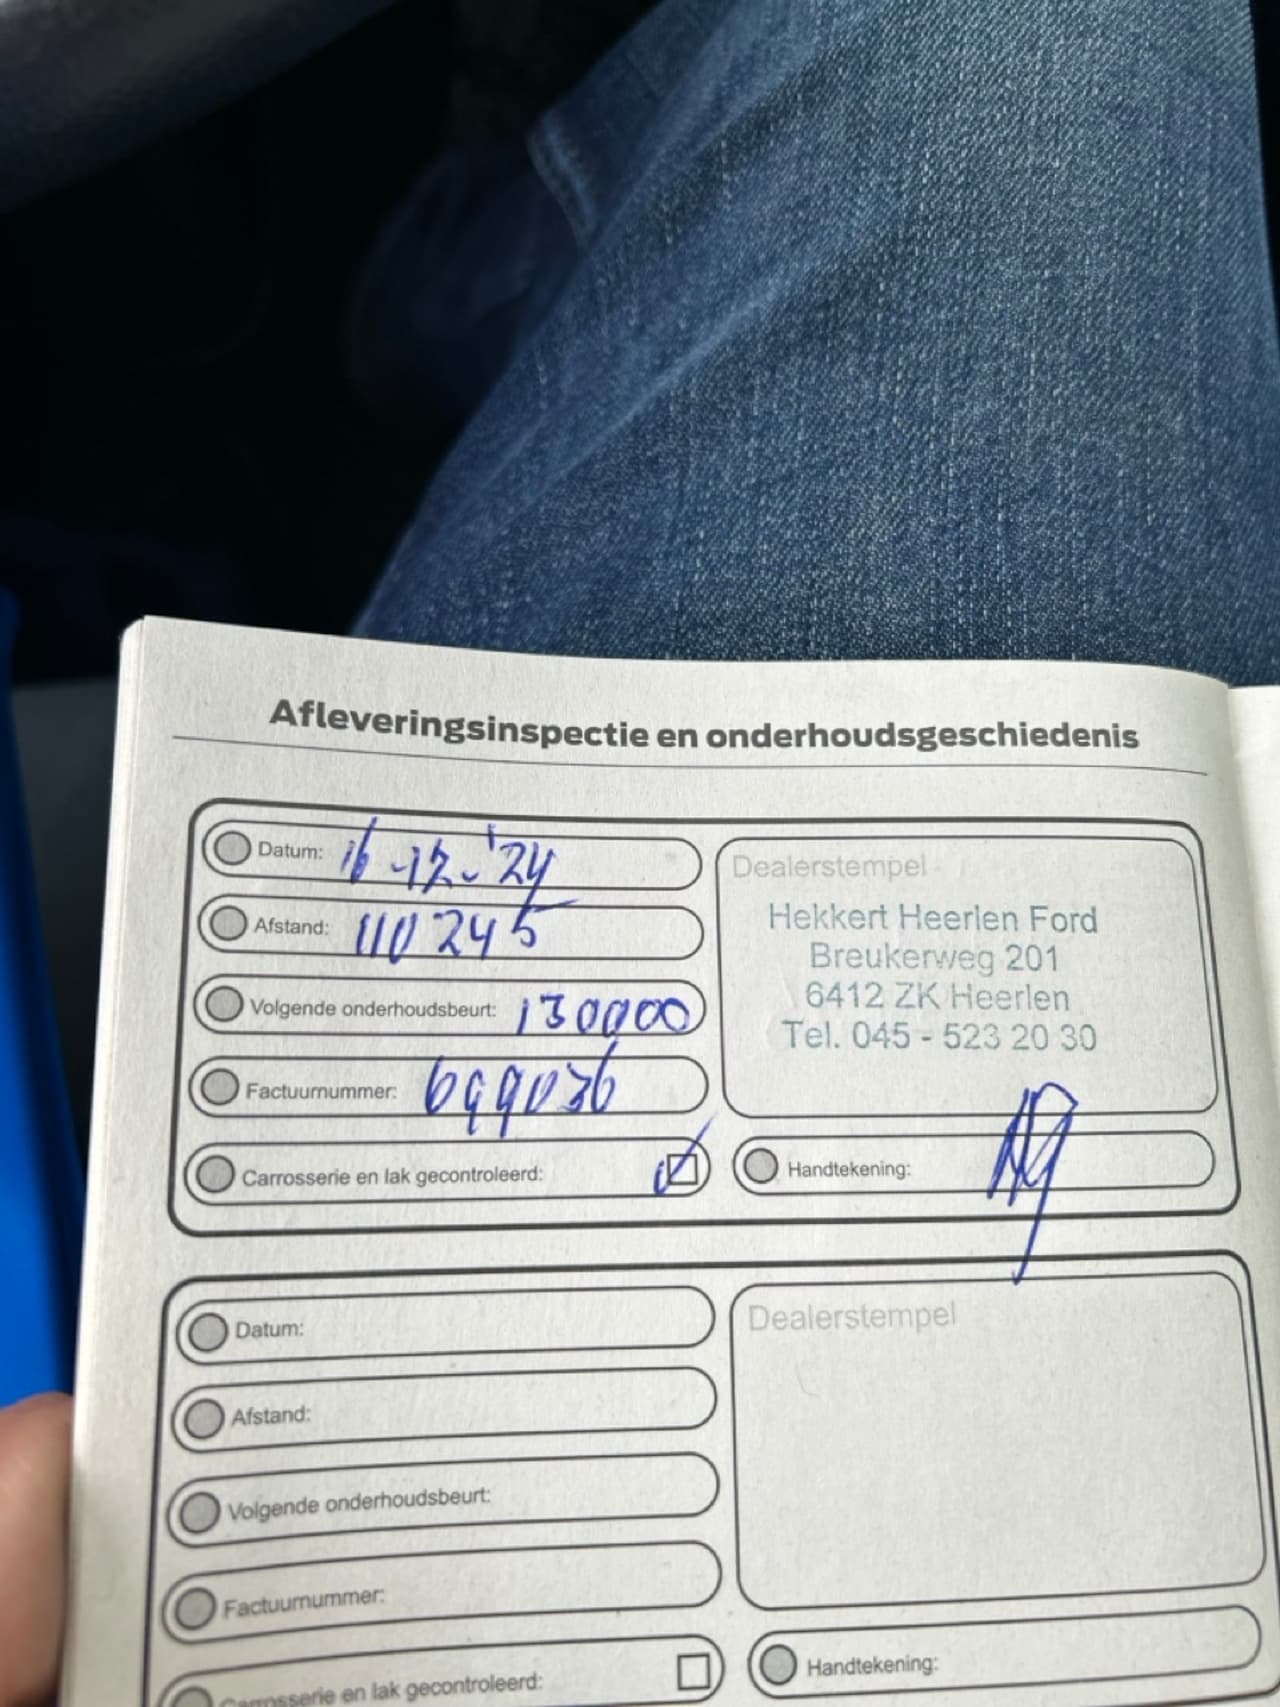 Afleveringsinspectie en onderhoudsgeschiedenis
Datum: 16-12-'24
Afstand: 110245
Volgende onderhoudsbeurt: 130000
Factuurnummer: 699036
Carrosserie en lak gecontroleerd:
Dealerstempel
Hekkert Heerlen Ford
Breukerweg 201
6412 ZK Heerlen
Tel. 045 - 523 20 30
Handtekening:
Datum:
Afstand:
Volgende onderhoudsbeurt:
Factuurnummer:
Carrosserie en lak gecontroleerd:
Dealerstempel
Handtekening: